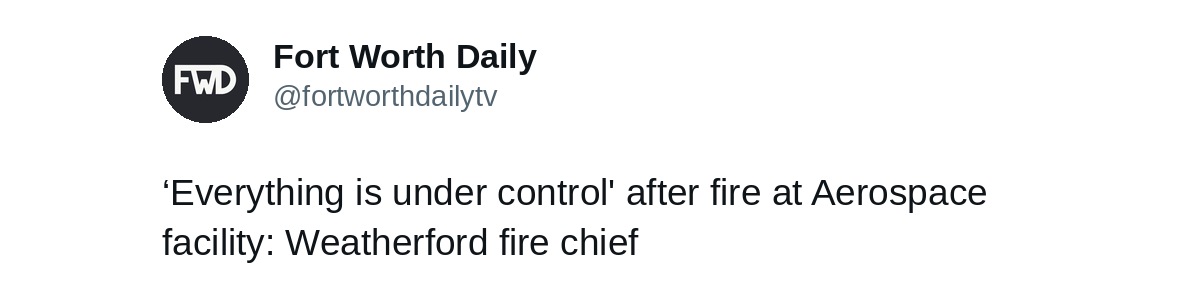 FWD
Fort Worth Daily
@fortworthdailytv
‘Everything is under control' after fire at Aerospace
facility: Weatherford fire chief